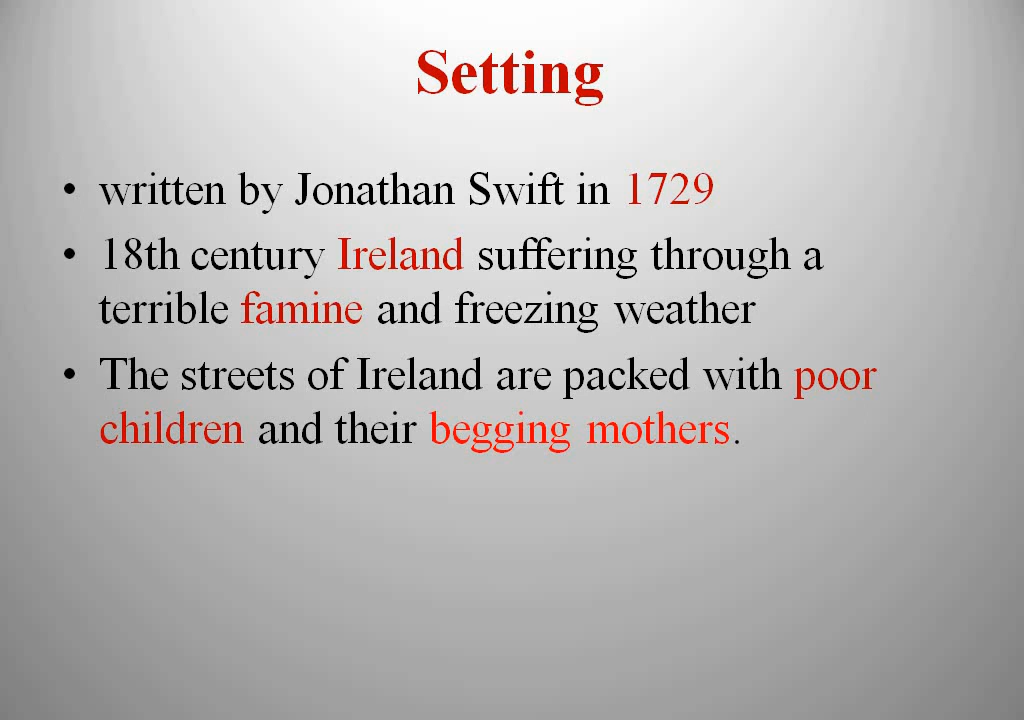 Setting
• written by Jonathan Swift in 1729
• 18th century Ireland suffering through a
terrible famine and freezing weather
• The streets of Ireland are packed with poor
children and their begging mothers.